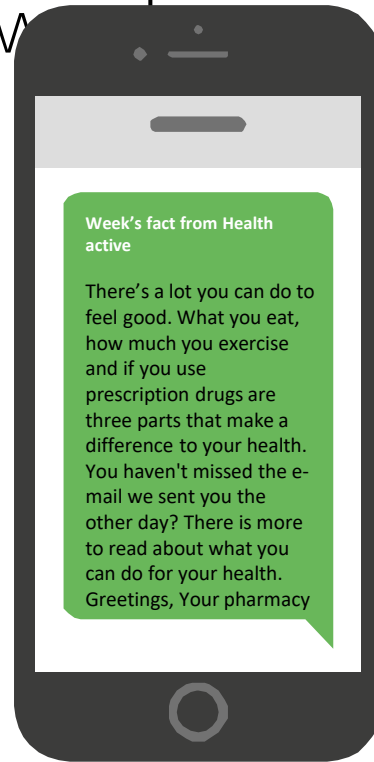 Week's fact from Health
active
There's a lot you can do to
feel good. What you eat,
how much you exercise
and if you use
prescription drugs are
three parts that make a
difference to your health.
You haven't missed the e-
mail we sent you the
other day? There is more
to read about what you
can do for your health.
Greetings, Your pharmacy